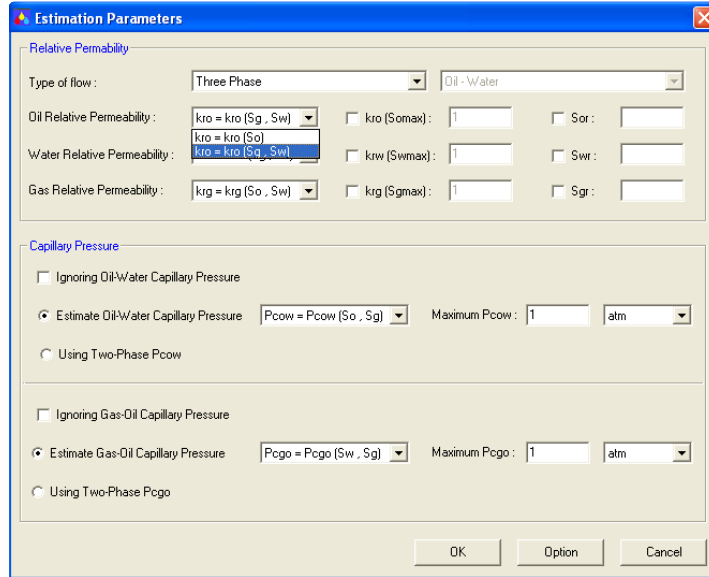 Estimation Parameters
Relative Permability
Type of flow : Three Phase Oil - Water
Oil Relative Permeability : kro = kro (Sg , Sw) kro (Somax) : 1 Sor :
kro = kro (So)
kro = kro (Sg , Sw)
Water Relative Permeability : krw (Swmax) : 1 Swr :
Gas Relative Permeability : krg = krg (So , Sw) krg (Sgmax) : 1 Sgr :
Capillary Pressure
Ignoring Oil-Water Capillary Pressure
Estimate Oil-Water Capillary Pressure Pcow = Pcow (So , Sg) Maximum Pcow : 1 atm
Using Two-Phase Pcow
Ignoring Gas-Oil Capillary Pressure
Estimate Gas-Oil Capillary Pressure Pcgo = Pcgo (Sw , Sg) Maximum Pcgo : 1 atm
Using Two-Phase Pcgo
OK Option Cancel